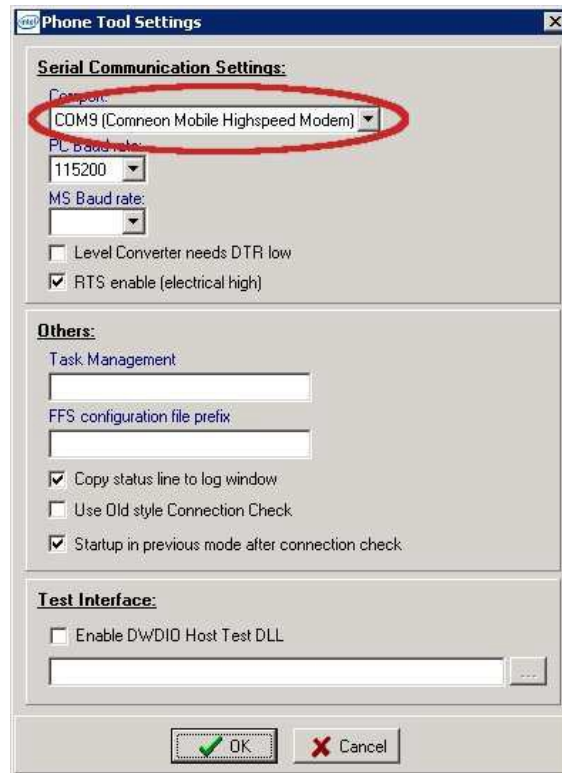 intel Phone Tool Settings
Serial Communication Settings:
Comport:
COM9 (Comneon Mobile Highspeed Modem)
PC Baud rate:
115200
MS Baud rate:
Level Converter needs DTR low
RTS enable (electrical high)
Others:
Task Management
FFS configuration file prefix
Copy status line to log window
Use Old style Connection Check
Startup in previous mode after connection check
Test Interface:
Enable DWDIO Host Test DLL
...
OK
Cancel